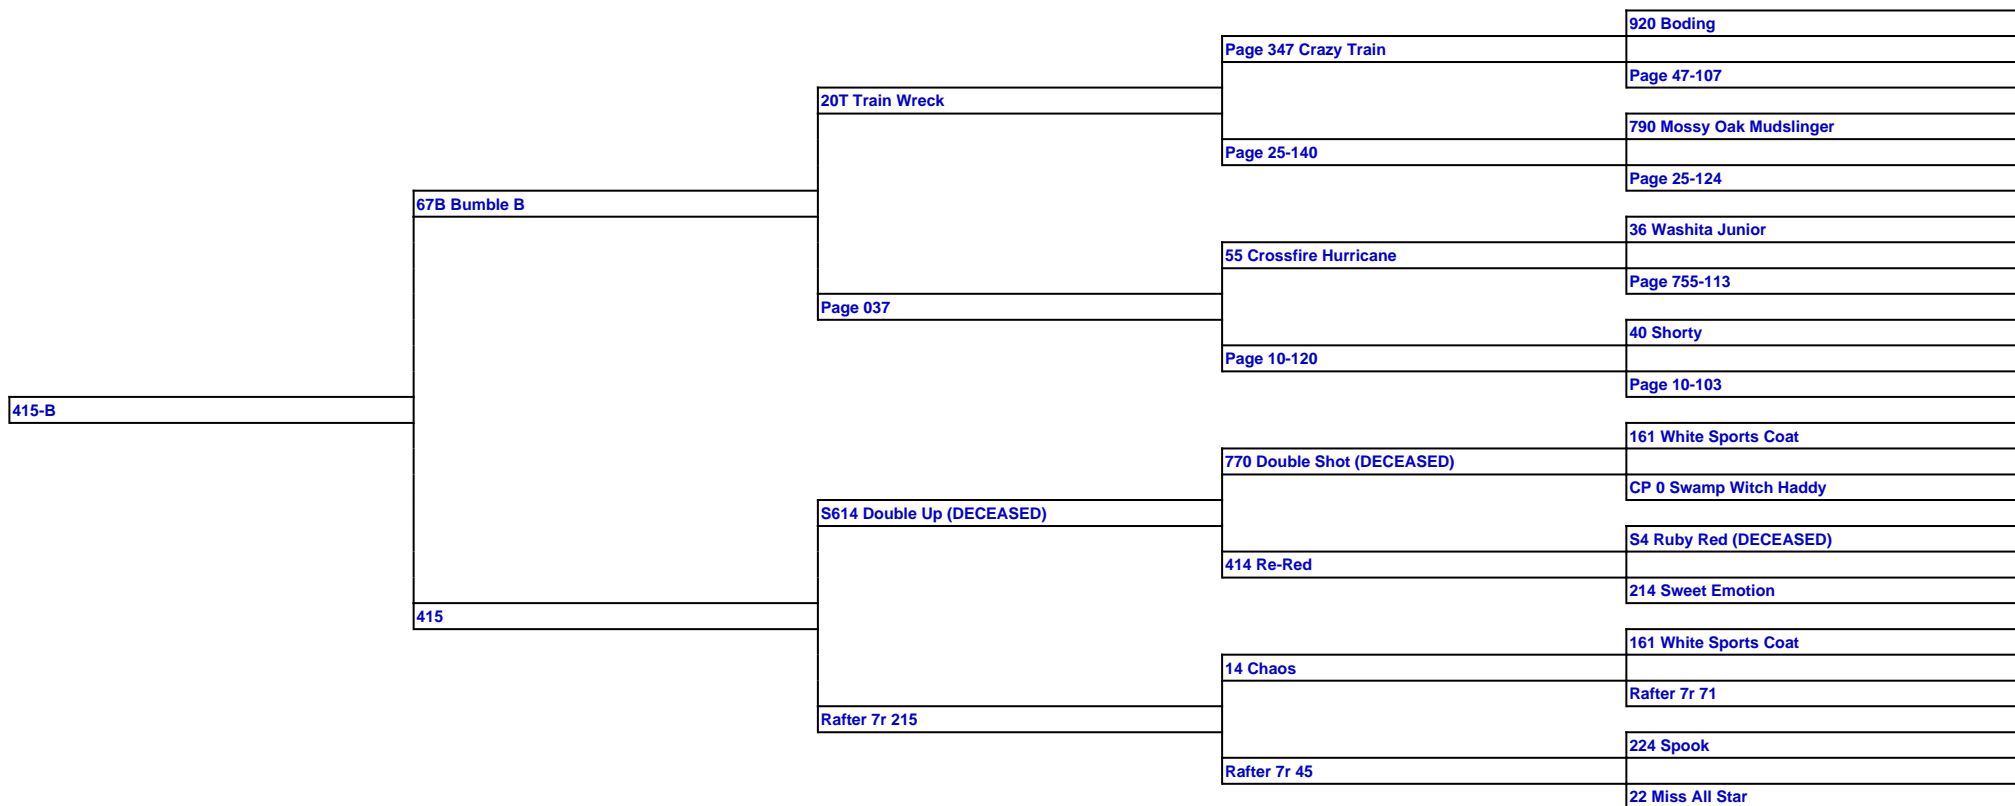 920 Boding
Page 347 Crazy Train
Page 47-107
20T Train Wreck
790 Mossy Oak Mudslinger
Page 25-140
Page 25-124
67B Bumble B
36 Washita Junior
55 Crossfire Hurricane
Page 755-113
Page 037
40 Shorty
Page 10-120
Page 10-103
415-B
161 White Sports Coat
770 Double Shot (DECEASED)
CP 0 Swamp Witch Haddy
S614 Double Up (DECEASED)
S4 Ruby Red (DECEASED)
414 Re-Red
214 Sweet Emotion
415
161 White Sports Coat
14 Chaos
Rafter 7r 71
Rafter 7r 215
224 Spook
Rafter 7r 45
22 Miss All Star